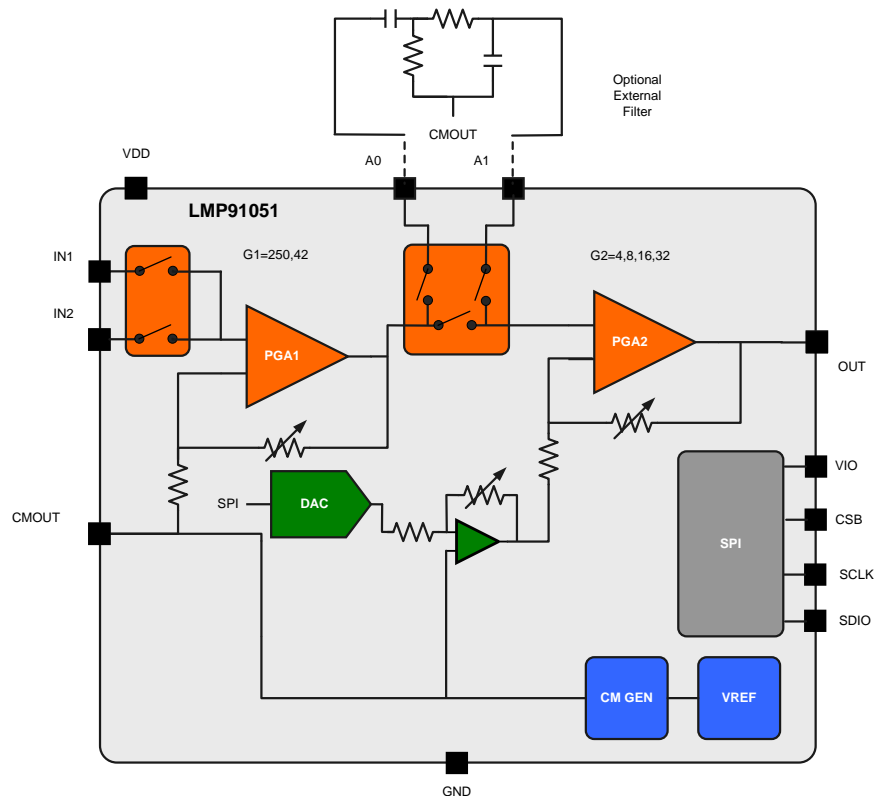 Optional
External
Filter
CMOUT
VDD
A0
A1
LMP91051
IN1
G1=250,42
G2=4,8,16,32
IN2
PGA1
PGA2
OUT
VIO
SPI
DAC
CMOUT
CSB
SPI
SCLK
SDIO
CM GEN
VREF
GND